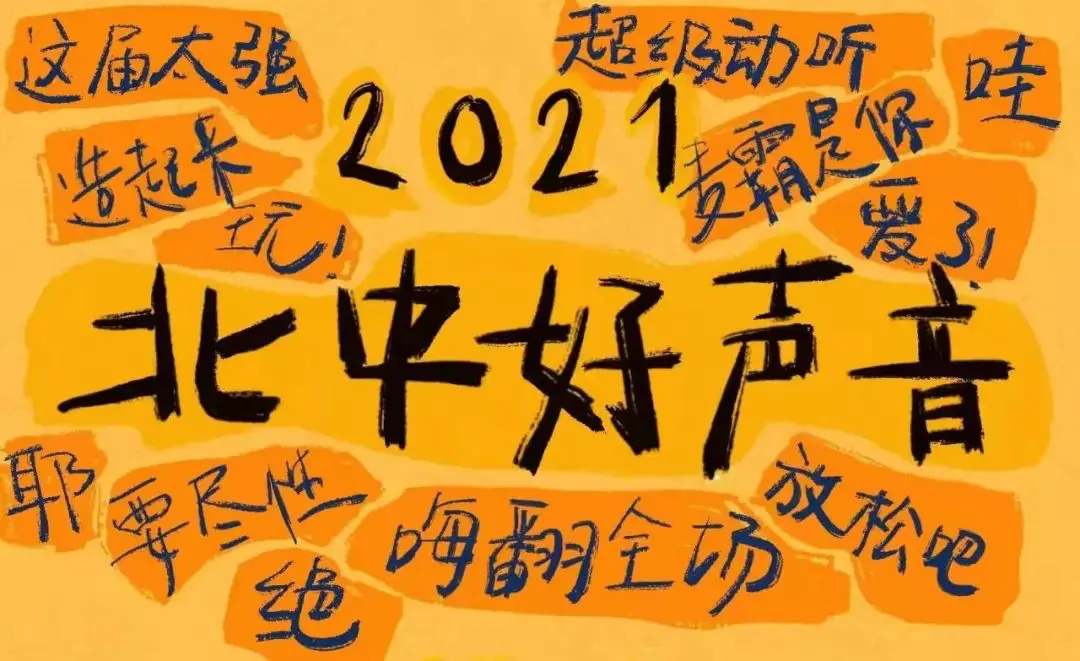 这届太强
超级动听
哇
2021
造起来
玩!
麦霸是你
爱了!
北中好声音
耶
要尽性
绝
嗨翻全场
放松吧